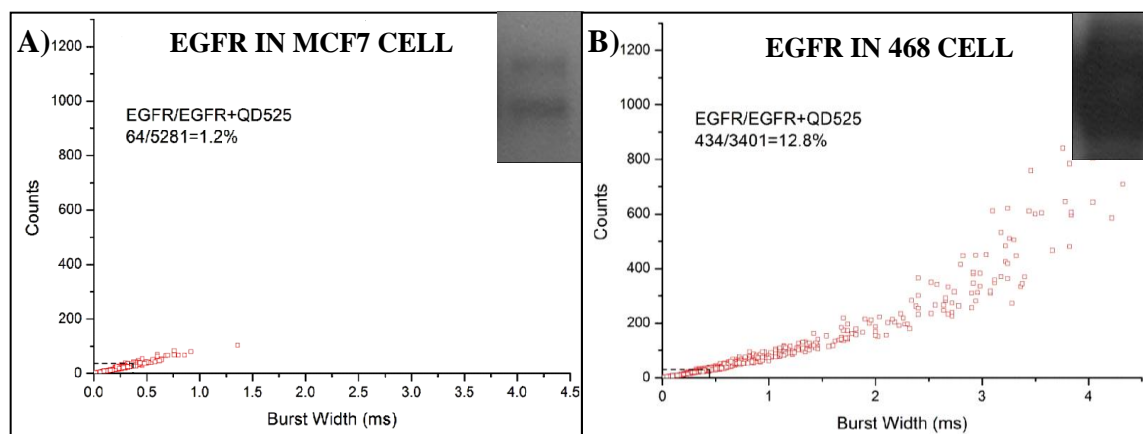 A)
EGFR IN MCF7 CELL
EGFR/EGFR+QD525
64/5281=1.2%
1200
1000
800
600
400
200
0
Counts
0.0 0.5 1.0 1.5 2.0 2.5 3.0 3.5 4.0 4.5
Burst Width (ms)
B)
EGFR IN 468 CELL
EGFR/EGFR+QD525
434/3401=12.8%
1200
1000
800
600
400
200
0
Counts
0 1 2 3 4
Burst Width (ms)